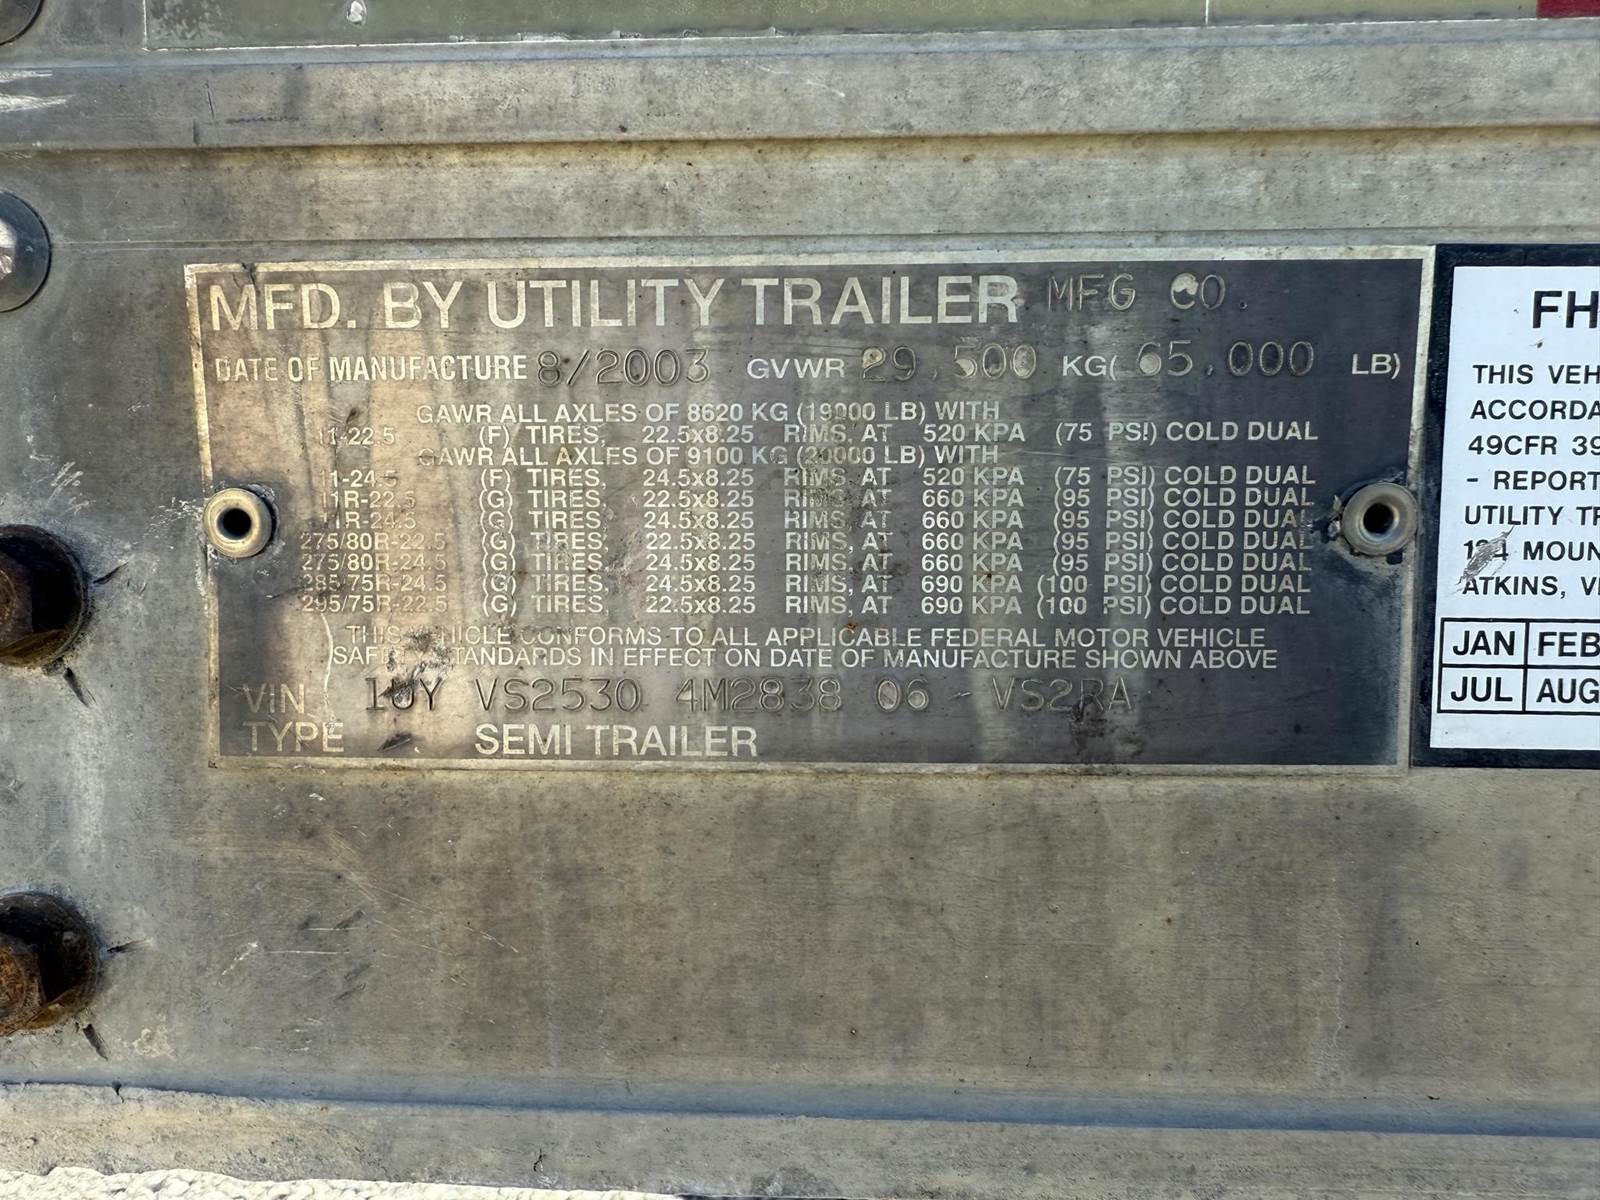 MFD. BY UTILITY TRAILER MFG CO.
DATE OF MANUFACTURE 8/2003 GVWR 29,500 KG( 65,000 LB)
GAWR ALL AXLES OF 8620 KG (19000 LB) WITH
11-22.5 (F) TIRES, 22.5x8.25 RIMS, AT 520 KPA (75 PSI) COLD DUAL
GAWR ALL AXLES OF 9100 KG (20000 LB) WITH
11-24.5 (F) TIRES, 24.5x8.25 RIMS, AT 520 KPA (75 PSI) COLD DUAL
11R-22.5 (G) TIRES, 22.5x8.25 RIMS, AT 660 KPA (95 PSI) COLD DUAL
11R-24.5 (G) TIRES, 24.5x8.25 RIMS, AT 660 KPA (95 PSI) COLD DUAL
275/80R-22.5 (G) TIRES, 22.5x8.25 RIMS, AT 660 KPA (95 PSI) COLD DUAL
275/80R-24.5 (G) TIRES, 24.5x8.25 RIMS, AT 660 KPA (95 PSI) COLD DUAL
285/75R-24.5 (G) TIRES, 24.5x8.25 RIMS, AT 690 KPA (100 PSI) COLD DUAL
295/75R-22.5 (G) TIRES, 22.5x8.25 RIMS, AT 690 KPA (100 PSI) COLD DUAL
THIS VEHICLE CONFORMS TO ALL APPLICABLE FEDERAL MOTOR VEHICLE
SAFETY STANDARDS IN EFFECT ON DATE OF MANUFACTURE SHOWN ABOVE
VIN 1UY VS2530 4M2838 06 - VS2RA
TYPE SEMI TRAILER
FH
THIS VEH
ACCORDA
49CFR 39
- REPORT
UTILITY TR
124 MOUN
ATKINS, VI
JAN FEB
JUL AUG